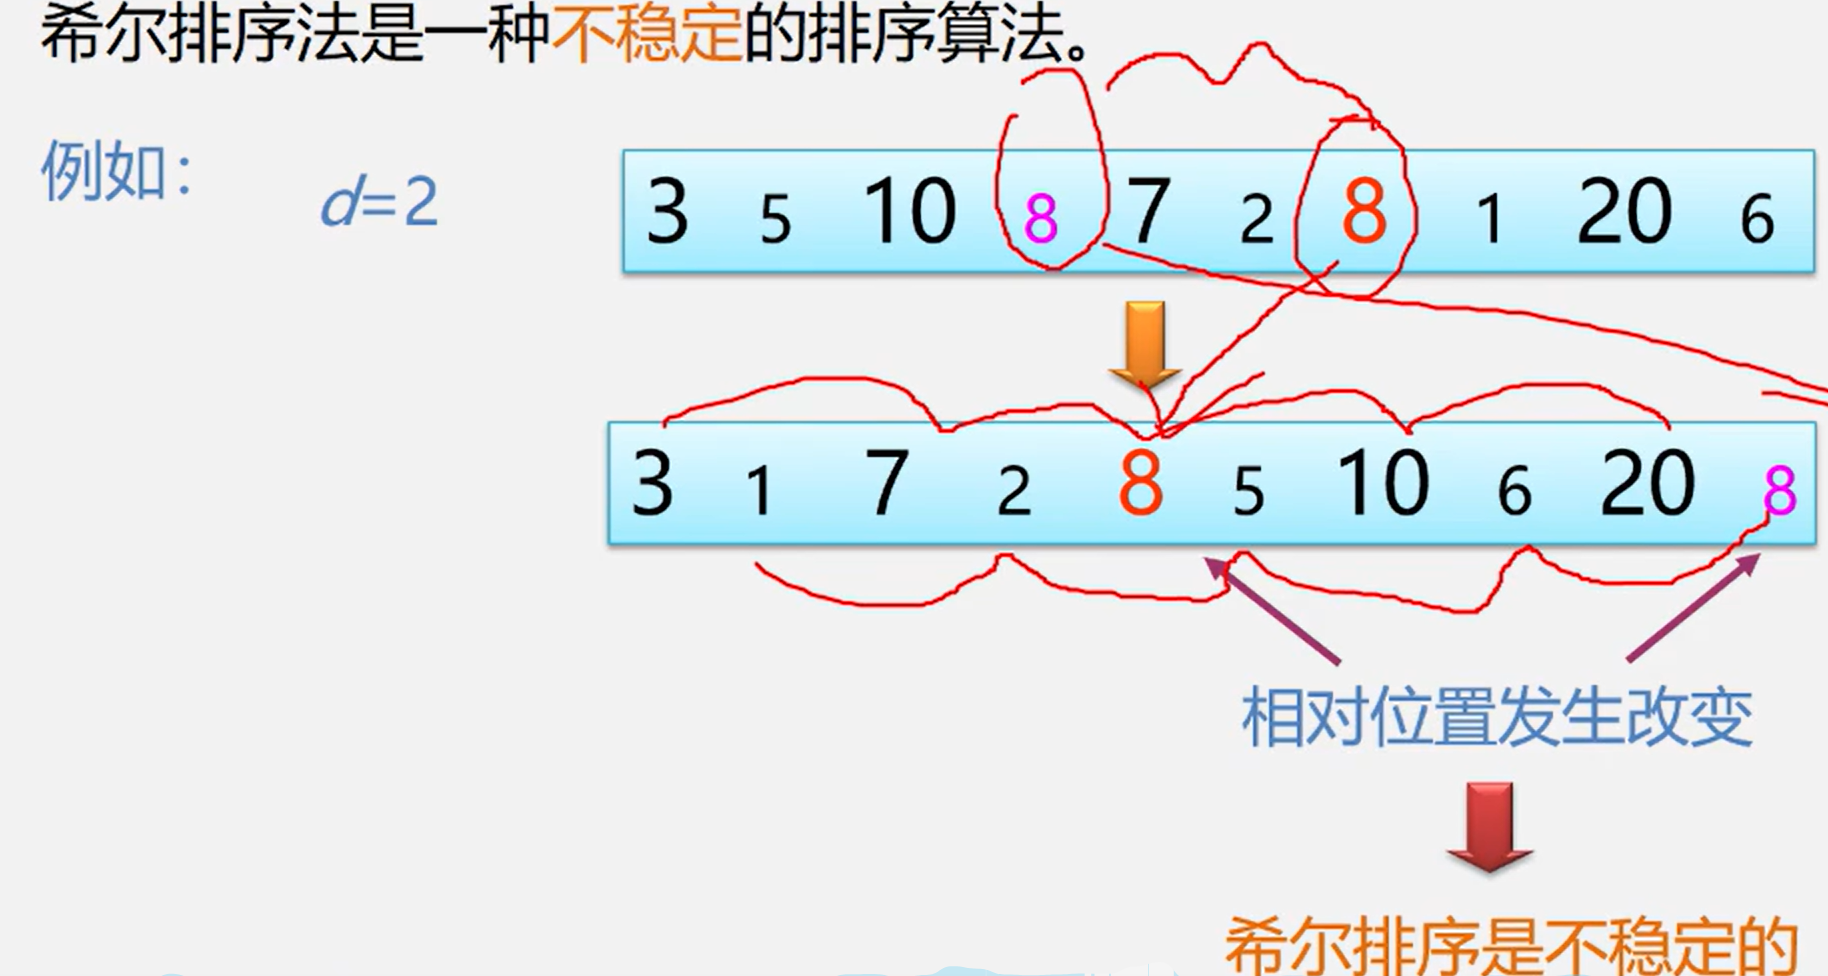 希尔排序法是一种不稳定的排序算法。
例如：
d=2
3 5 10 8 7 2 8 1 20 6
3 1 7 2 8 5 10 6 20 8
相对位置发生改变
希尔排序是不稳定的